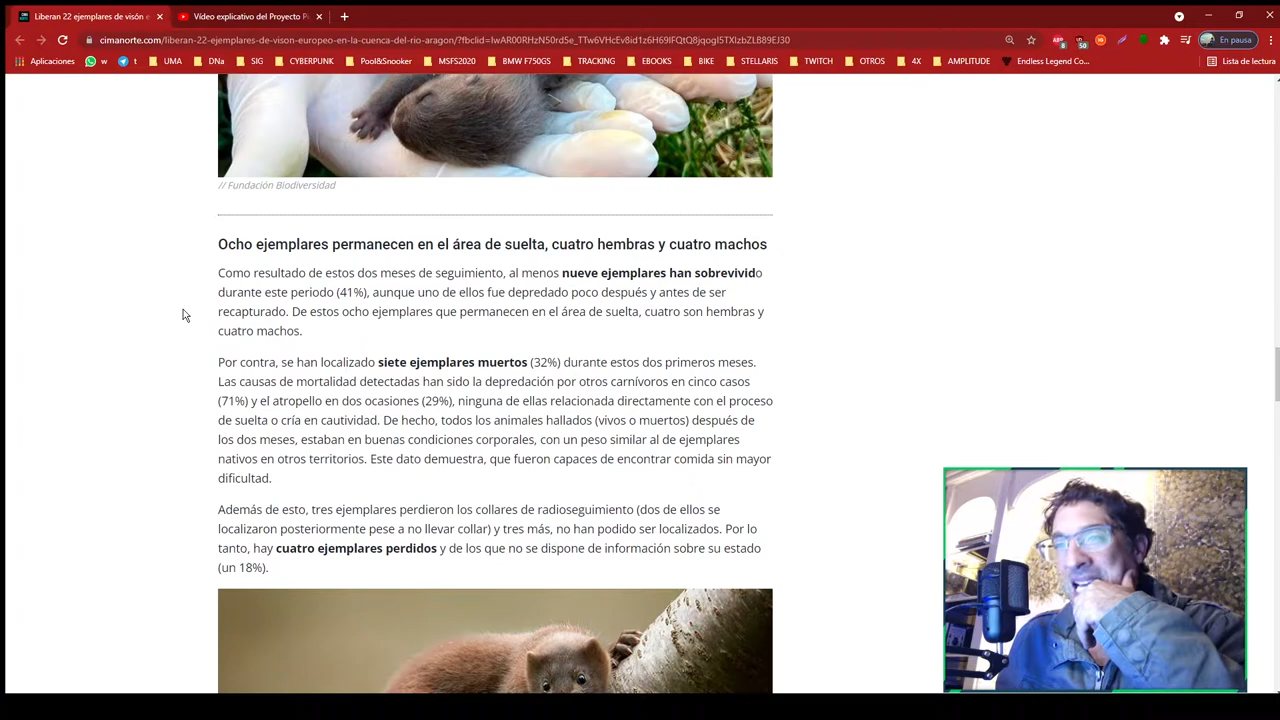 Liberan 22 ejemplares de visón e
Vídeo explicativo del Proyecto P
cimanorte.com/liberan-22-ejemplares-de-vison-europeo-en-la-cuenca-del-rio-aragon/?fbclid=IwAR00RHzN50rd5e_TTw6VHcEv8id1z6H69lFQtQ8jqogI5TXlzbZLB89EJ30
En pausa
Aplicaciones w t UMA DNa SIG CYBERPUNK Pool&Snooker MSFS2020 BMW F750GS TRACKING EBOOKS BIKE STELLARIS TWITCH OTROS 4X AMPLITUDE Endless Legend Co... Lista de lectura
// Fundación Biodiversidad
Ocho ejemplares permanecen en el área de suelta, cuatro hembras y cuatro machos
Como resultado de estos dos meses de seguimiento, al menos nueve ejemplares han sobrevivido
durante este periodo (41%), aunque uno de ellos fue depredado poco después y antes de ser
recapturado. De estos ocho ejemplares que permanecen en el área de suelta, cuatro son hembras y
cuatro machos.
Por contra, se han localizado siete ejemplares muertos (32%) durante estos dos primeros meses.
Las causas de mortalidad detectadas han sido la depredación por otros carnívoros en cinco casos
(71%) y el atropello en dos ocasiones (29%), ninguna de ellas relacionada directamente con el proceso
de suelta o cría en cautividad. De hecho, todos los animales hallados (vivos o muertos) después de
los dos meses, estaban en buenas condiciones corporales, con un peso similar al de ejemplares
nativos en otros territorios. Este dato demuestra, que fueron capaces de encontrar comida sin mayor
dificultad.
Además de esto, tres ejemplares perdieron los collares de radioseguimiento (dos de ellos se
localizaron posteriormente pese a no llevar collar) y tres más, no han podido ser localizados. Por lo
tanto, hay cuatro ejemplares perdidos y de los que no se dispone de información sobre su estado
(un 18%).